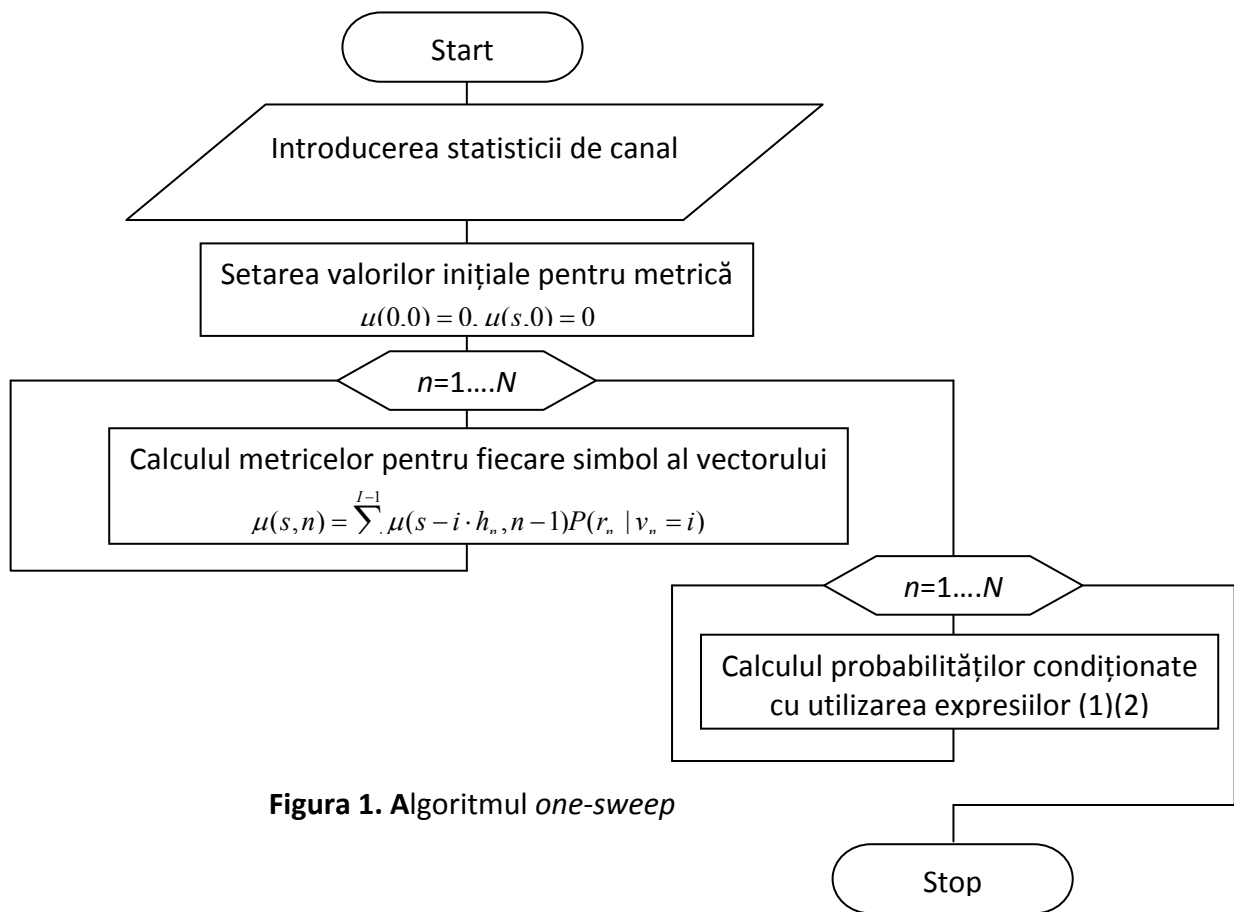 Start
Introducerea statisticii de canal
Setarea valorilor inițiale pentru metrică
μ(0,0) = 0, μ(s,0) = 0
n=1....N
Calculul metricelor pentru fiecare simbol al vectorului
I-1
μ(s,n) = ∑ μ(s − i · hₙ, n −1)P(rₙ | vₙ = i)
n=1....N
Calculul probabilităților condiționate
cu utilizarea expresiilor (1)(2)
Figura 1. Algoritmul one-sweep
Stop